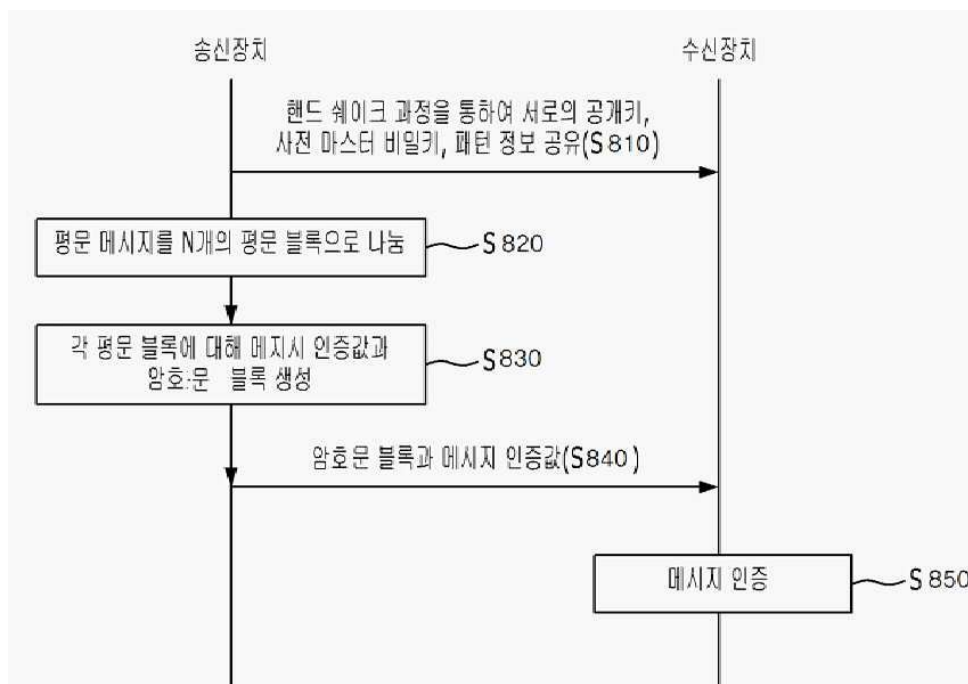 송신장치
수신장치
핸드 쉐이크 과정을 통하여 서로의 공개키,
사전 마스터 비밀키, 패턴 정보 공유(S810)
평문 메시지를 N개의 평문 블록으로 나눔
S820
각 평문 블록에 대해 메지시 인증값과
암호:문 블록 생성
S830
암호문 블록과 메시지 인증값(S840)
메시지 인증
S850